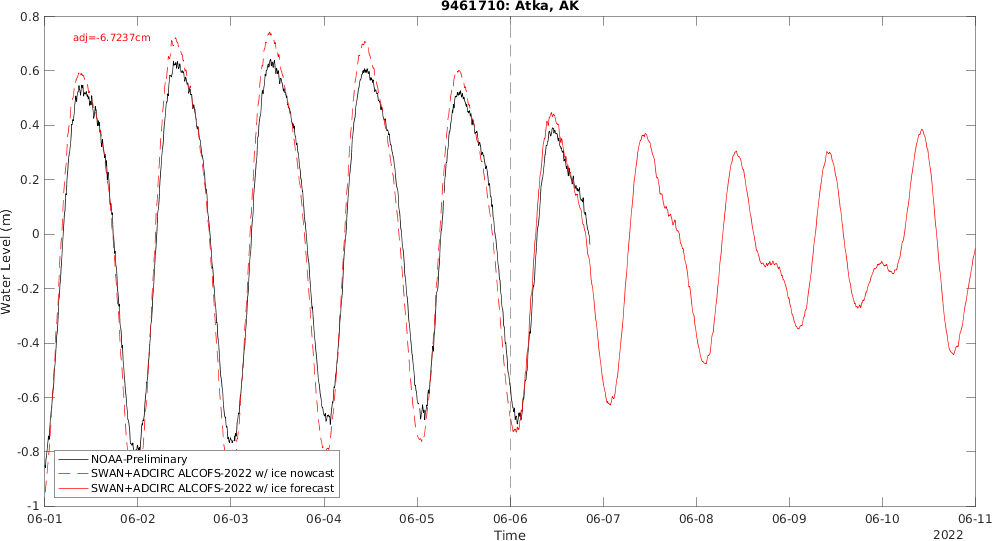 9461710: Atka, AK
adj=-6.7237cm
Water Level (m)
0.8
0.6
0.4
0.2
0
-0.2
-0.4
-0.6
-0.8
-1
NOAA-Preliminary
SWAN+ADCIRC ALCOFS-2022 w/ ice nowcast
SWAN+ADCIRC ALCOFS-2022 w/ ice forecast
06-01 06-02 06-03 06-04 06-05 06-06 06-07 06-08 06-09 06-10 06-11
Time
2022